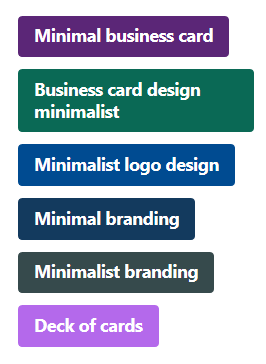 Minimal business card
Business card design
minimalist
Minimalist logo design
Minimal branding
Minimalist branding
Deck of cards